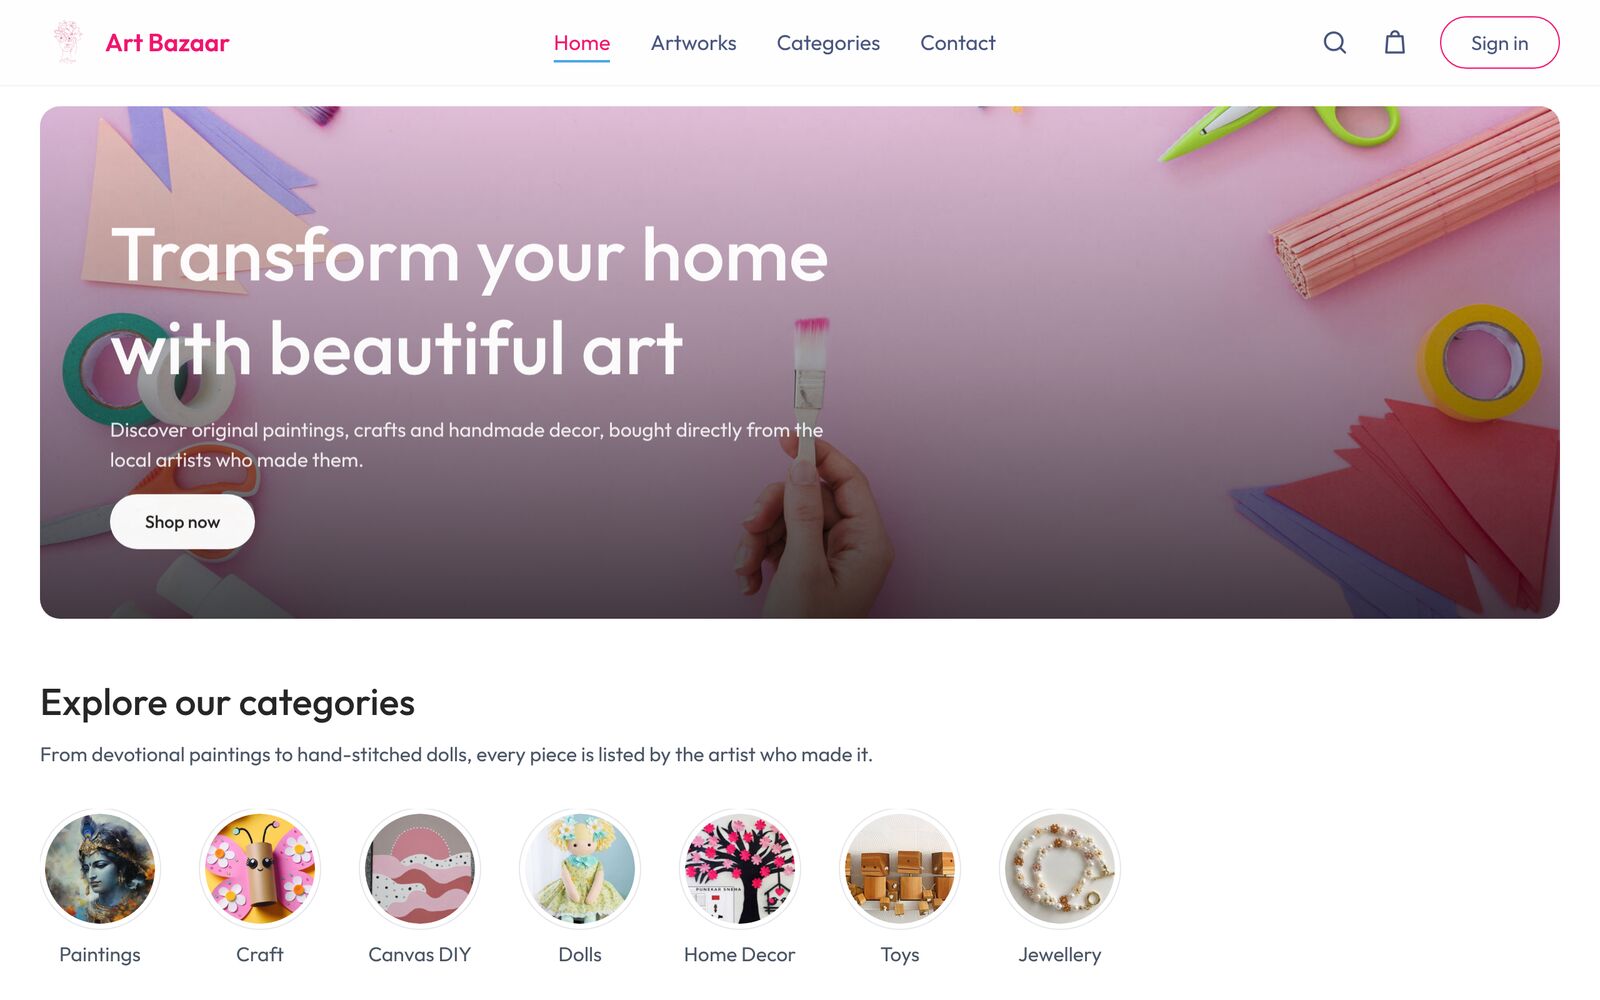 Art Bazaar
Home
Artworks
Categories
Contact
Sign in
Transform your home
with beautiful art
Discover original paintings, crafts and handmade decor, bought directly from the
local artists who made them.
Shop now
Explore our categories
From devotional paintings to hand-stitched dolls, every piece is listed by the artist who made it.
PUNEKAR SNEHA
Paintings
Craft
Canvas DIY
Dolls
Home Decor
Toys
Jewellery